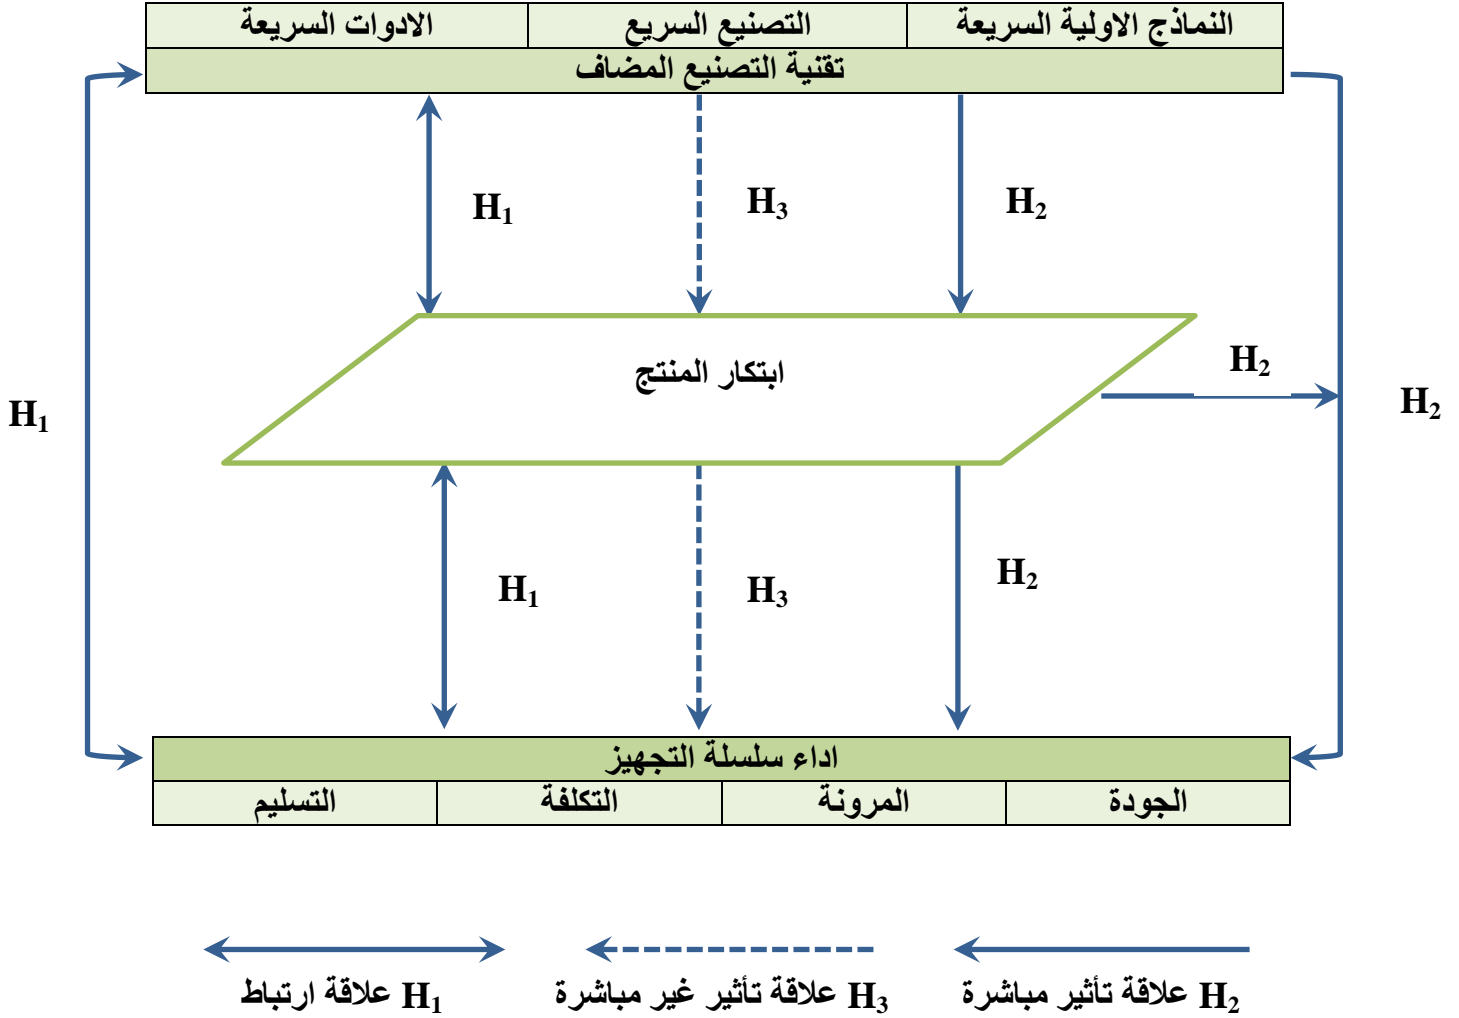 النماذج الاولية السريعة التصنيع السريع الادوات السريعة
تقنية التصنيع المضاف
H₂ H₃ H₁
ابتكار المنتج
H₂
H₂
H₁
H₂ H₃ H₁
اداء سلسلة التجهيز
الجودة المرونة التكلفة التسليم
H₂ علاقة تأثير مباشرة H₃ علاقة تأثير غير مباشرة H₁ علاقة ارتباط